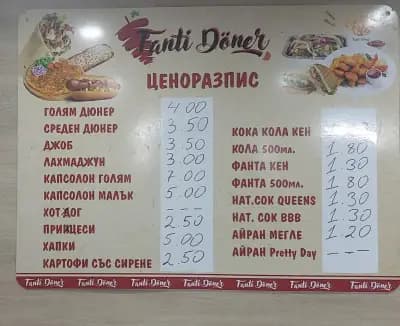 Fanti Döner
ЦЕНОРАЗПИС
ГОЛЯМ ДЮНЕР 4.00
СРЕДЕН ДЮНЕР 3.50
ДЖОБ 3.50
ЛАХМАДЖУН 3.00
КАПСОЛОН ГОЛЯМ 7.00
КАПСОЛОН МАЛЪК 5.00
ХОТ ДОГ ---
ПРИНЦЕСИ 2.50
ХАПКИ 5.00
КАРТОФИ СЪС СИРЕНЕ 2.50
КОКА КОЛА КЕН
КОЛА 500МЛ. 1.80
ФАНТА КЕН 1.30
ФАНТА 500МЛ. 1.80
НАТ.СОК QUEENS 1.30
НАТ. СОК BBB 1.30
АЙРАН МЕГЛЕ 1.20
АЙРАН Pretty Day ---
Fanti Döner Fanti Döner Fanti Döner Fanti Döner Fanti Döner Fanti Döner Fanti Döner